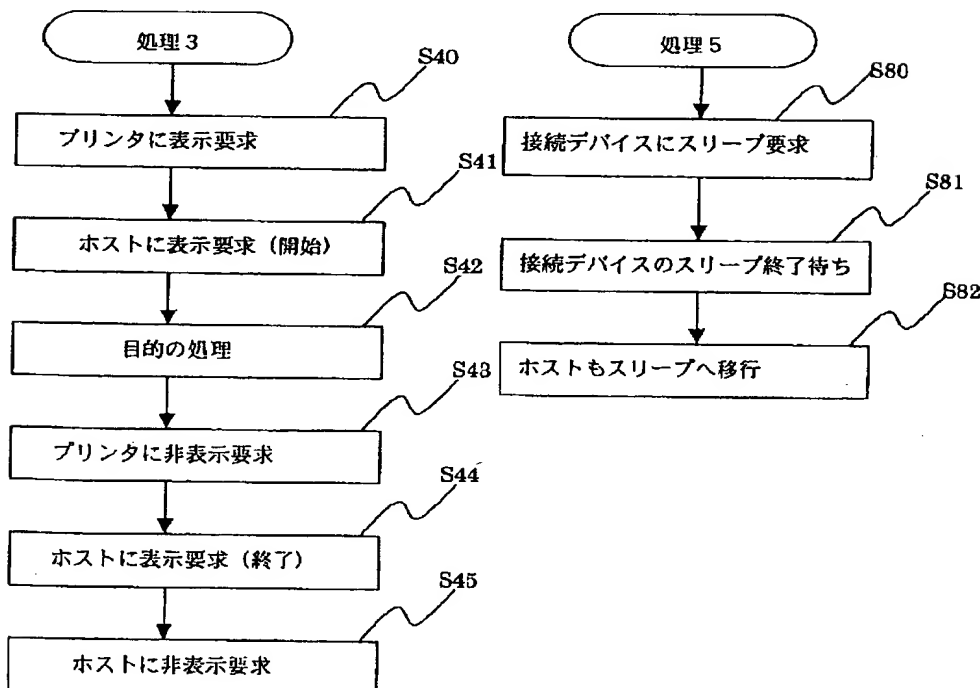 処理3
S40
プリンタに表示要求
S41
ホストに表示要求（開始）
S42
目的の処理
S43
プリンタに非表示要求
S44
ホストに表示要求（終了）
S45
ホストに非表示要求
処理5
S80
接続デバイスにスリープ要求
S81
接続デバイスのスリープ終了待ち
S82
ホストもスリープへ移行